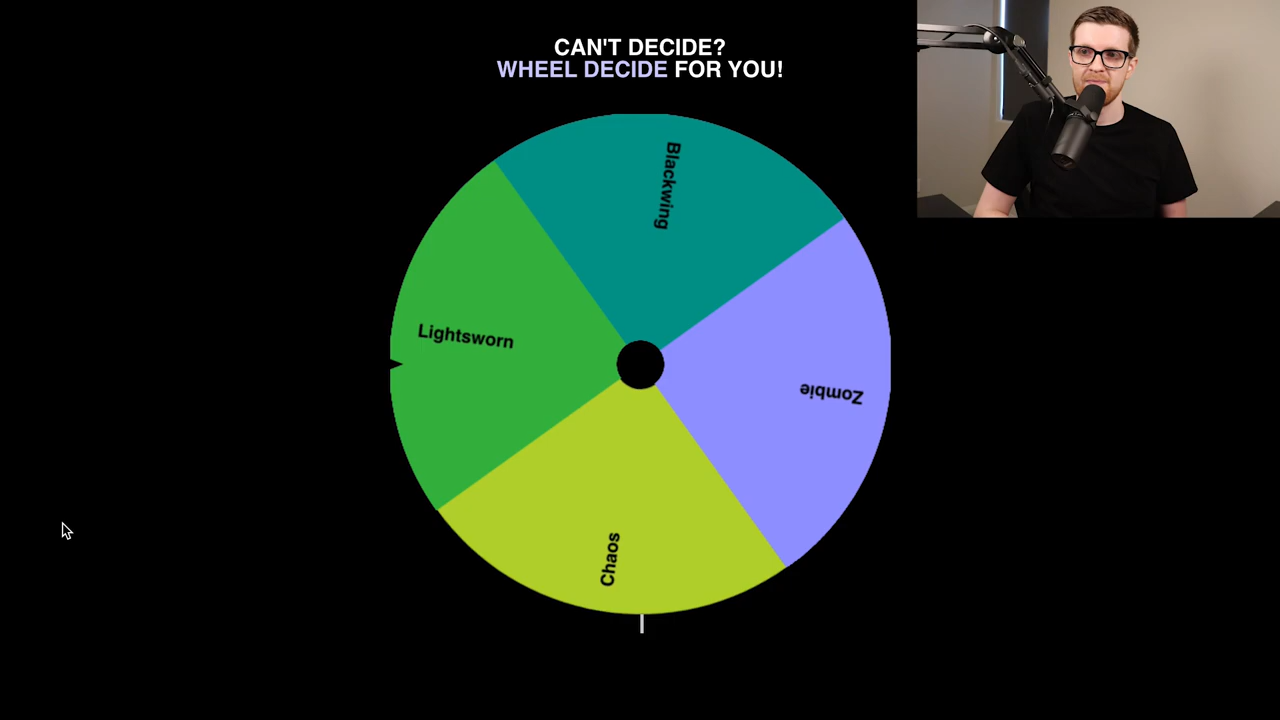 CAN'T DECIDE?
WHEEL DECIDE FOR YOU!
Blackwing
Lightsworn
Zombie
Chaos